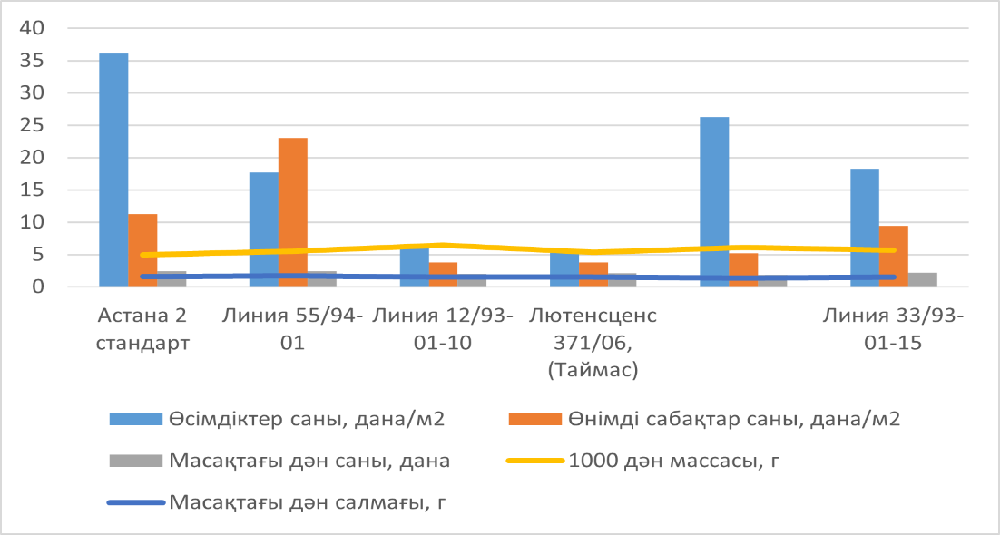 40
35
30
25
20
15
10
5
0
Астана 2 стандарт
Линия 55/94-01
Линия 12/93-01-10
Лютенсценс 371/06, (Таймас)
Линия 33/93-01-15
Өсімдіктер саны, дана/м2
Өнімді сабақтар саны, дана/м2
Масақтағы дән саны, дана
1000 дән массасы, г
Масақтағы дән салмағы, г